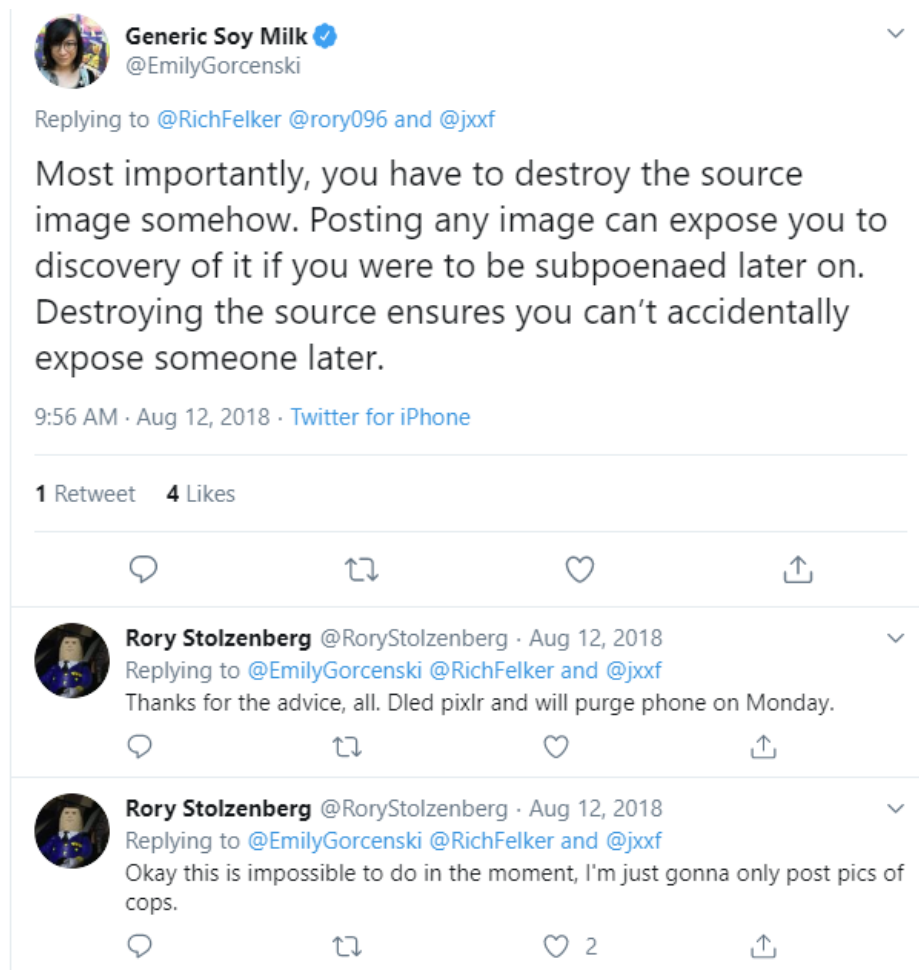 Generic Soy Milk
@EmilyGorcenski
Replying to @RichFelker @rory096 and @jxxf
Most importantly, you have to destroy the source
image somehow. Posting any image can expose you to
discovery of it if you were to be subpoenaed later on.
Destroying the source ensures you can't accidentally
expose someone later.
9:56 AM · Aug 12, 2018 · Twitter for iPhone
1 Retweet 4 Likes
Rory Stolzenberg @RoryStolzenberg · Aug 12, 2018
Replying to @EmilyGorcenski @RichFelker and @jxxf
Thanks for the advice, all. Dled pixlr and will purge phone on Monday.
Rory Stolzenberg @RoryStolzenberg · Aug 12, 2018
Replying to @EmilyGorcenski @RichFelker and @jxxf
Okay this is impossible to do in the moment, I'm just gonna only post pics of
cops.
2